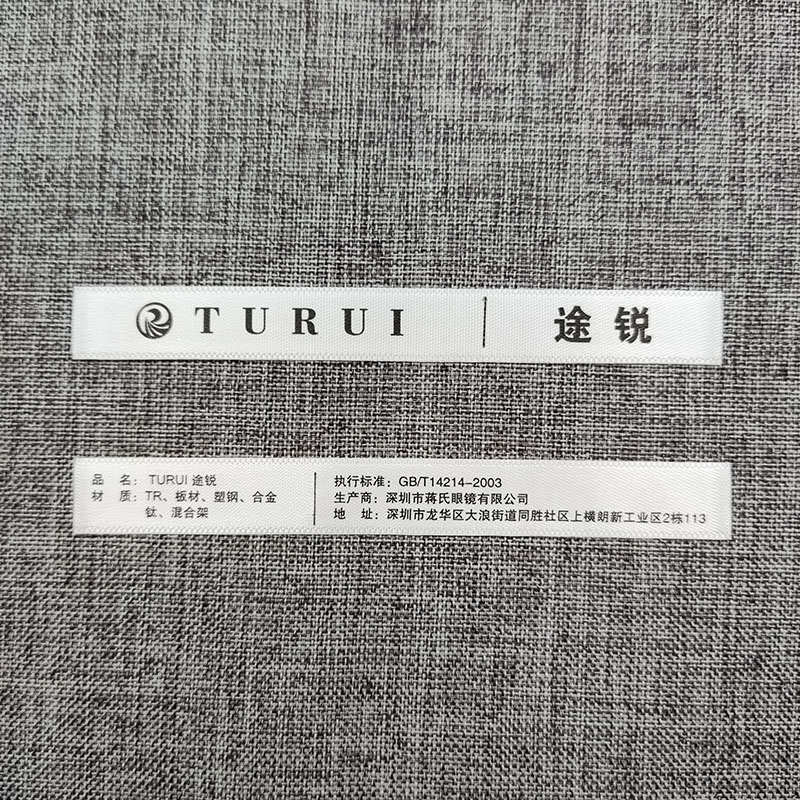 TURUI | 途锐
品 名: TURUI 途锐
材 质: TR、板材、塑钢、合金
钛、混合架
执行标准: GB/T14214-2003
生产商: 深圳市蒋氏眼镜有限公司
地 址: 深圳市龙华区大浪街道同胜社区上横朗新工业区2栋113